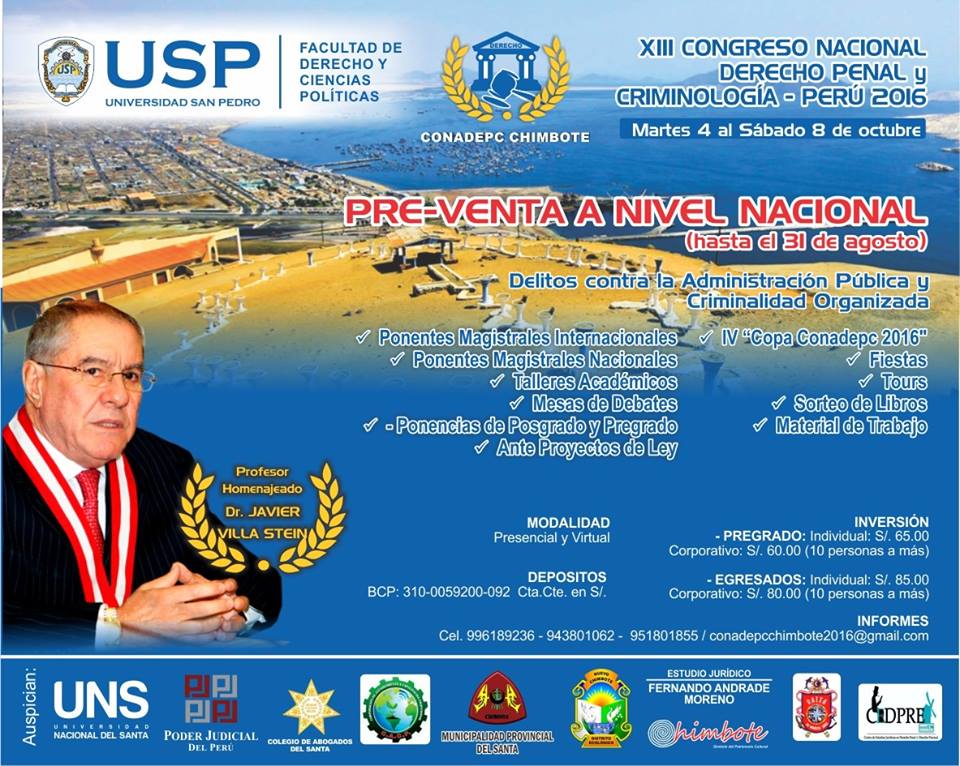 USP
USP
UNIVERSIDAD SAN PEDRO
FACULTAD DE
DERECHO Y
CIENCIAS
POLÍTICAS
DERECHO
CONADEPC CHIMBOTE
XIII CONGRESO NACIONAL
DERECHO PENAL y
CRIMINOLOGÍA - PERÚ 2016
Martes 4 al Sábado 8 de octubre
PRE-VENTA A NIVEL NACIONAL
(hasta el 31 de agosto)
Delitos contra la Administración Pública y
Criminalidad Organizada
✓ Ponentes Magistrales Internacionales
✓ Ponentes Magistrales Nacionales
✓ Talleres Académicos
✓ Mesas de Debates
✓ - Ponencias de Posgrado y Pregrado
✓ Ante Proyectos de Ley
✓ IV “Copa Conadepc 2016"
✓ Fiestas
✓ Tours
✓ Sorteo de Libros
✓ Material de Trabajo
Profesor
Homenajeado
Dr. JAVIER
VILLA STEIN
MODALIDAD
Presencial y Virtual
DEPOSITOS
BCP: 310-0059200-092 Cta.Cte. en S/.
INVERSIÓN
- PREGRADO: Individual: S/. 65.00
Corporativo: S/. 60.00 (10 personas a más)
- EGRESADOS: Individual: S/. 85.00
Corporativo: S/. 80.00 (10 personas a más)
INFORMES
Cel. 996189236 - 943801062 - 951801855 / conadepcchimbote2016@gmail.com
Auspician:
UNS
UNIVERSIDAD
NACIONAL DEL SANTA
PODER JUDICIAL
DEL PERÚ
COLEGIO DE ABOGADOS
DEL SANTA
CHIMBOTE
MUNICIPALIDAD PROVINCIAL
DEL SANTA
NUEVO
CHIMBOTE
DISTRITO
ECOLÓGICO
ESTUDIO JURÍDICO
FERNANDO ANDRADE
MORENO
Chimbote